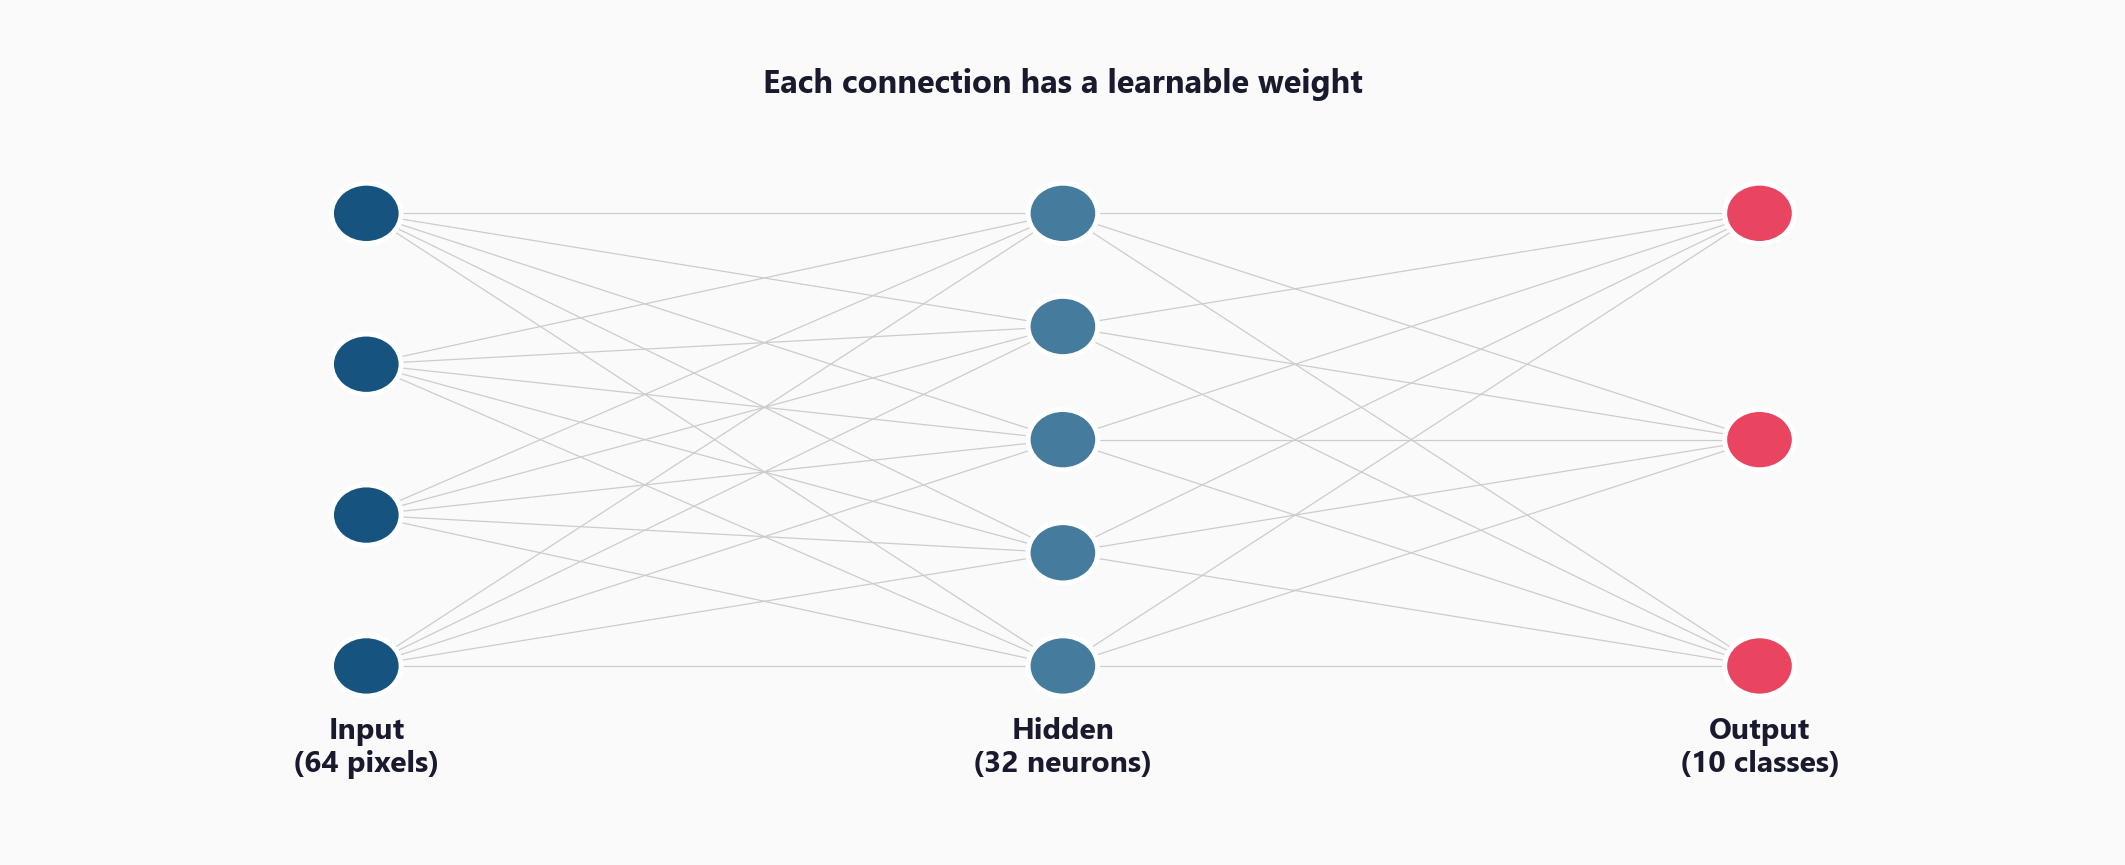 Each connection has a learnable weight
Input
(64 pixels)
Hidden
(32 neurons)
Output
(10 classes)